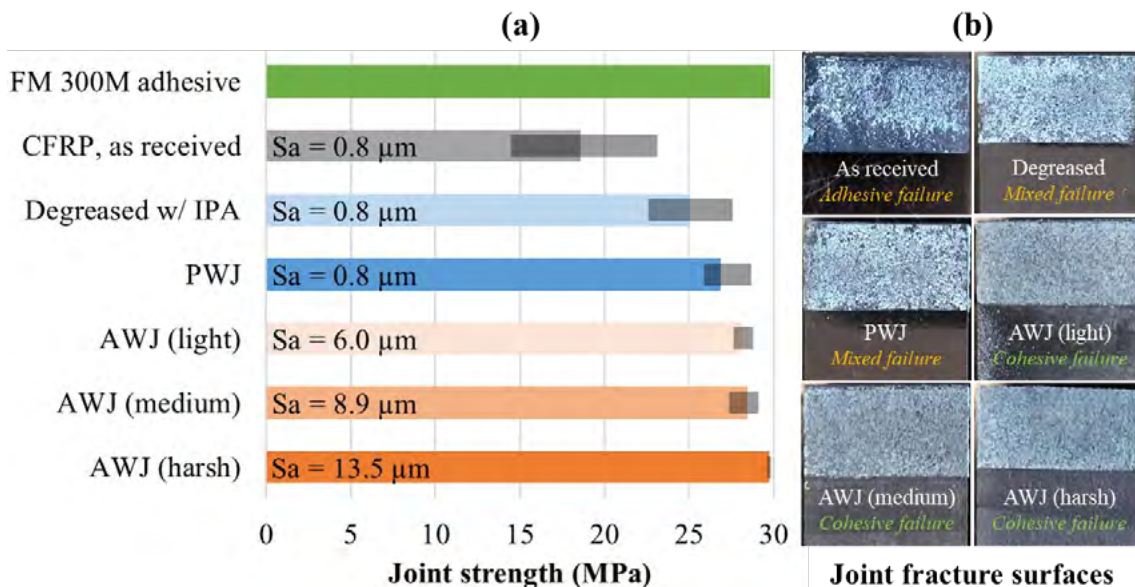 (a)
FM 300M adhesive
CFRP, as received
Sa = 0.8 µm
Degreased w/ IPA
Sa = 0.8 µm
PWJ
Sa = 0.8 µm
AWJ (light)
Sa = 6.0 µm
AWJ (medium)
Sa = 8.9 µm
AWJ (harsh)
Sa = 13.5 µm
0 5 10 15 20 25 30
Joint strength (MPa)
(b)
As received
Adhesive failure
Degreased
Mixed failure
PWJ
Mixed failure
AWJ (light)
Cohesive failure
AWJ (medium)
Cohesive failure
AWJ (harsh)
Cohesive failure
Joint fracture surfaces